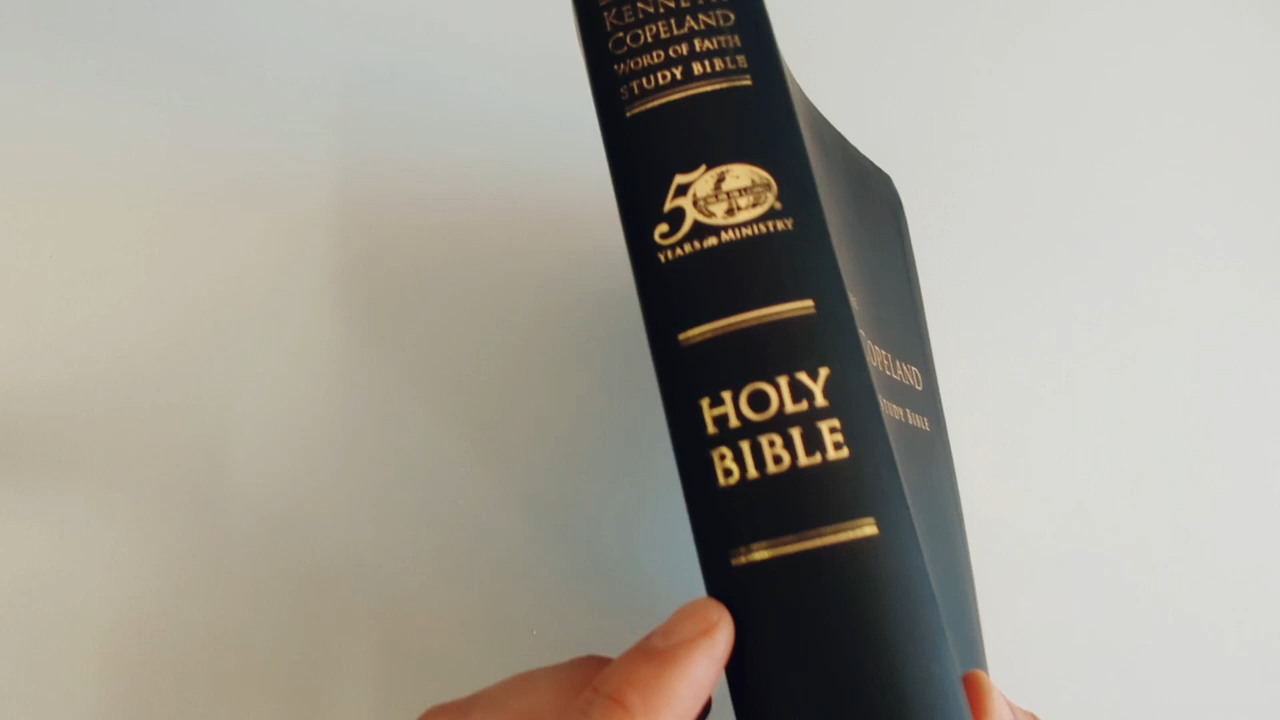 KENNETH
COPELAND
WORD OF FAITH
STUDY BIBLE
50
YEARS in MINISTRY
HOLY
BIBLE
COPELAND
STUDY BIBLE